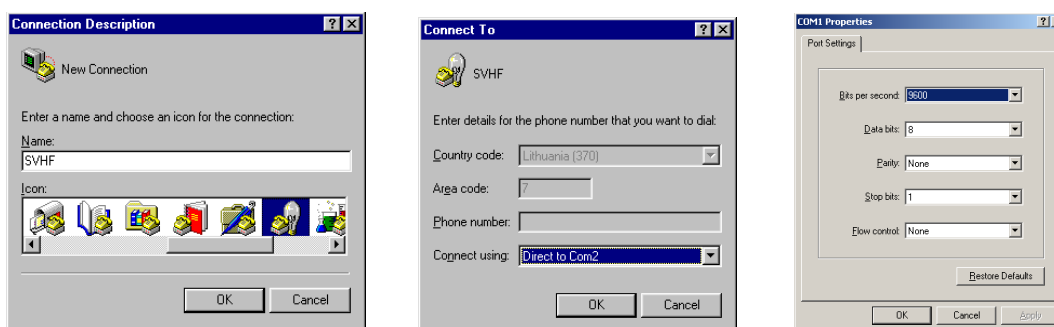 Connection Description
New Connection
Enter a name and choose an icon for the connection:
Name:
SVHF
Icon:
OK Cancel
Connect To
SVHF
Enter details for the phone number that you want to dial:
Country code: Lithuania (370)
Area code: 7
Phone number:
Connect using: Direct to Com2
OK Cancel
COM1 Properties
Port Settings
Bits per second: 9600
Data bits: 8
Parity: None
Stop bits: 1
Flow control: None
Restore Defaults
OK Cancel Apply